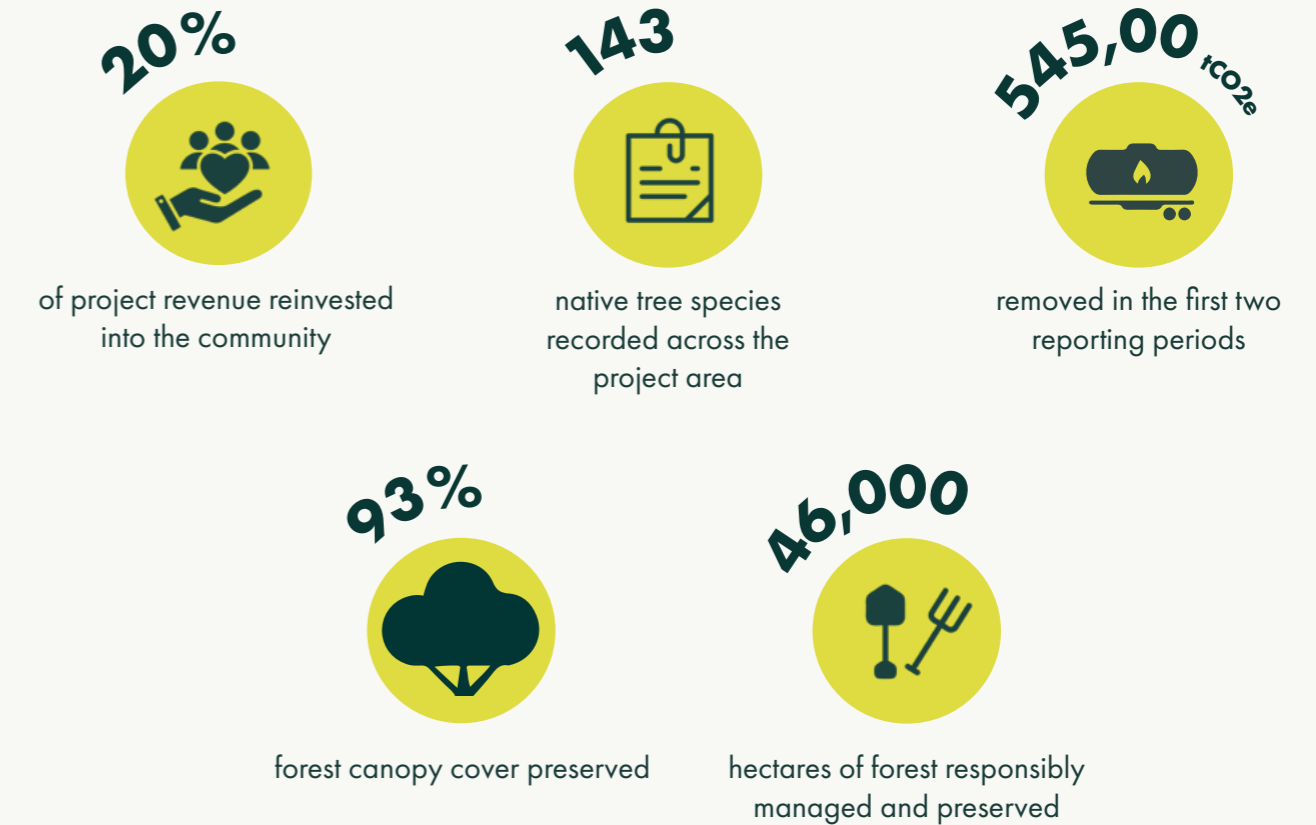 20%
of project revenue reinvested
into the community
143
native tree species
recorded across the
project area
545,00 tCO2e
removed in the first two
reporting periods
93%
forest canopy cover preserved
46,000
hectares of forest responsibly
managed and preserved